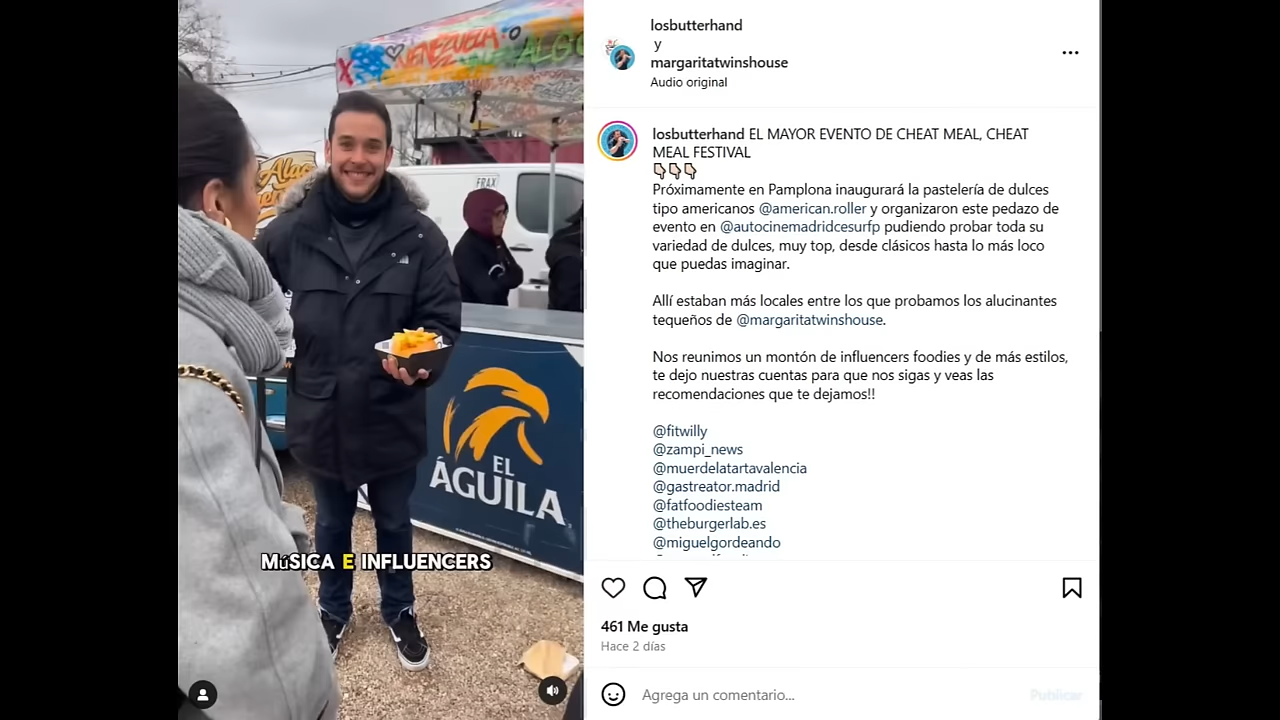 VENEZUELA
ALGO
Alac
FRAX
EL
ÁGUILA
MúSICA E INFLUENCERS
losbutterhand
y
margaritatwinshouse
Audio original
losbutterhand EL MAYOR EVENTO DE CHEAT MEAL, CHEAT
MEAL FESTIVAL
👇🏻👇🏻👇🏻
Próximamente en Pamplona inaugurará la pastelería de dulces
tipo americanos @american.roller y organizaron este pedazo de
evento en @autocinemadridcesurfp pudiendo probar toda su
variedad de dulces, muy top, desde clásicos hasta lo más loco
que puedas imaginar.
Allí estaban más locales entre los que probamos los alucinantes
tequeños de @margaritatwinshouse.
Nos reunimos un montón de influencers foodies y de más estilos,
te dejo nuestras cuentas para que nos sigas y veas las
recomendaciones que te dejamos!!
@fitwilly
@zampi_news
@muerdelatartavalencia
@gastreator.madrid
@fatfoodiesteam
@theburgerlab.es
@miguelgordeando
461 Me gusta
Hace 2 días
Agrega un comentario...
Publicar